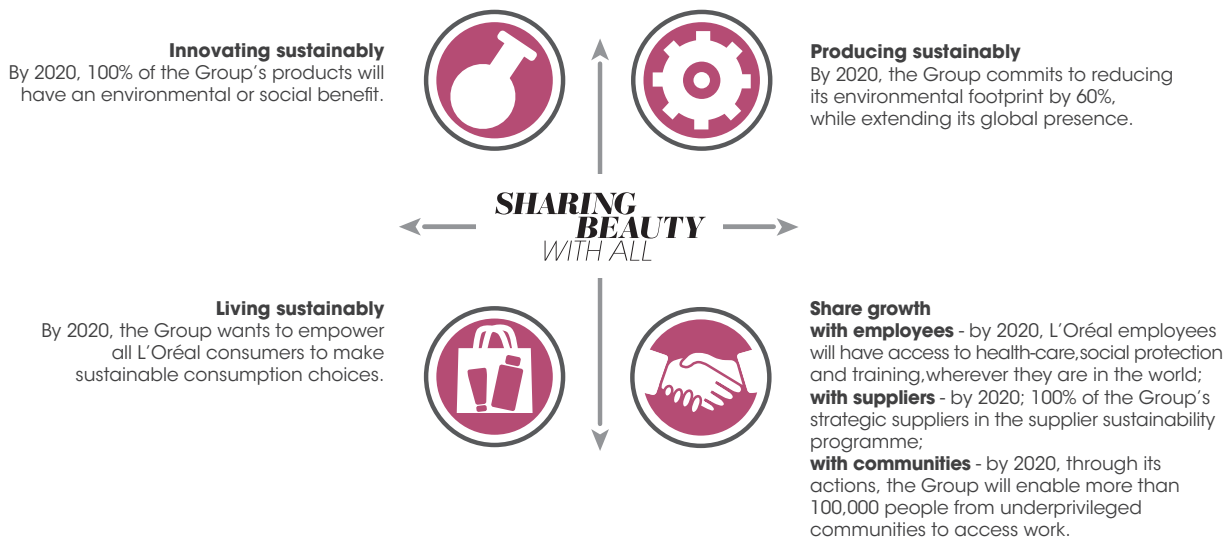 Innovating sustainably
By 2020, 100% of the Group's products will
have an environmental or social benefit.
Producing sustainably
By 2020, the Group commits to reducing
its environmental footprint by 60%,
while extending its global presence.
SHARING
BEAUTY
WITH ALL
Living sustainably
By 2020, the Group wants to empower
all L'Oréal consumers to make
sustainable consumption choices.
Share growth
with employees - by 2020, L'Oréal employees
will have access to health-care,social protection
and training,wherever they are in the world;
with suppliers - by 2020; 100% of the Group's
strategic suppliers in the supplier sustainability
programme;
with communities - by 2020, through its
actions, the Group will enable more than
100,000 people from underprivileged
communities to access work.